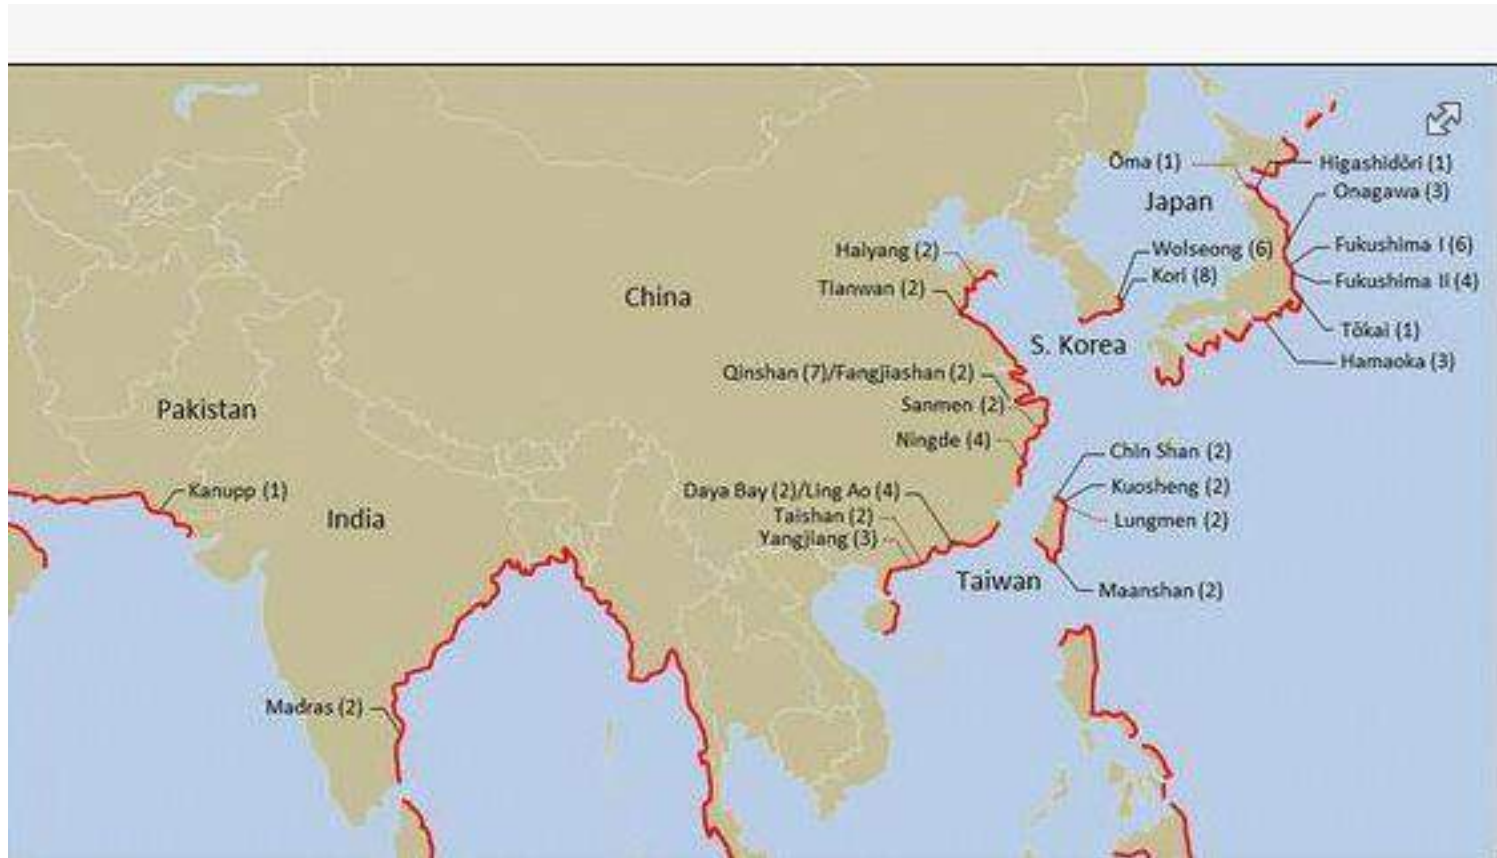 Ōma (1)
Higashidōri (1)
Onagawa (3)
Japan
Fukushima I (6)
Wolseong (6)
Haiyang (2)
Kori (8)
Fukushima Ii (4)
Tianwan (2)
China
Tōkai (1)
S. Korea
Hamaoka (3)
Qinshan (7)/Fangjiashan (2)
Sanmen (2)
Pakistan
Ningde (4)
Chin Shan (2)
Kanupp (1)
Daya Bay (2)/Ling Ao (4)
Kuosheng (2)
India
Taishan (2)
Lungmen (2)
Yangjiang (3)
Taiwan
Maanshan (2)
Madras (2)